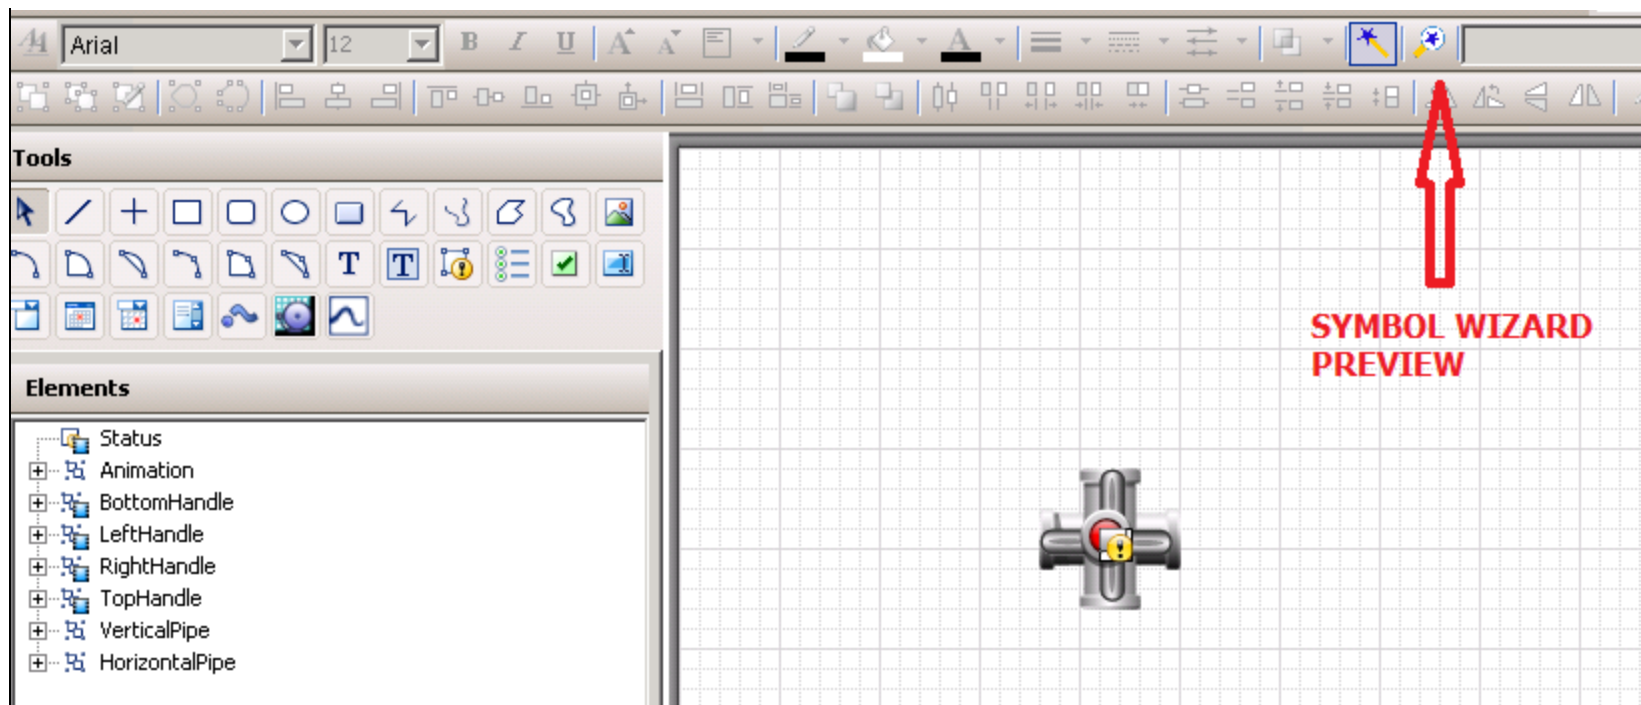 Arial
12
B I U A A A
Tools
T T
SYMBOL WIZARD
PREVIEW
Elements
Status
Animation
BottomHandle
LeftHandle
RightHandle
TopHandle
VerticalPipe
HorizontalPipe